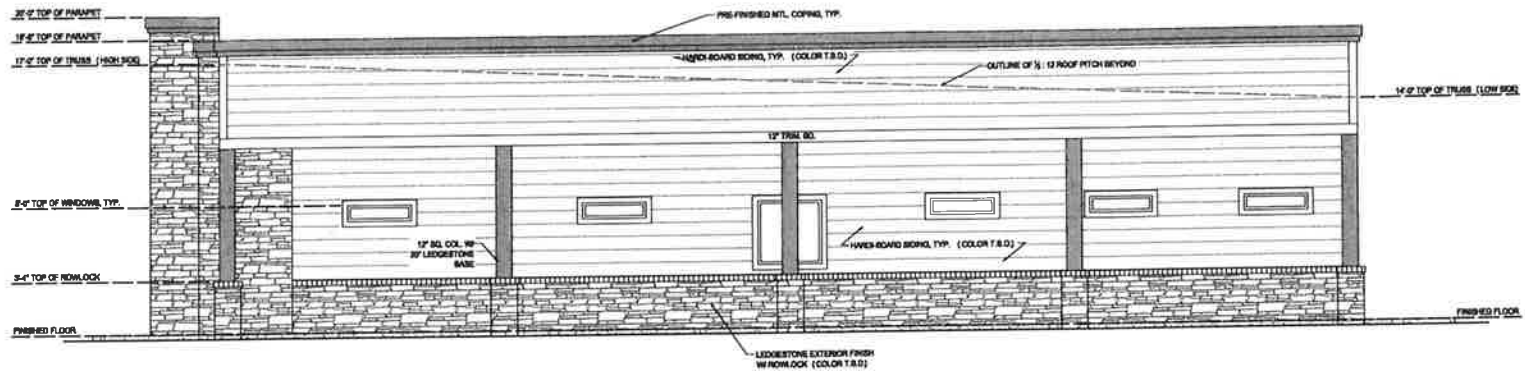 20'-0" TOP OF PARAPET
18'-6" TOP OF PARAPET
17'-0" TOP OF TRUSS (HIGH SIDE)
PRE-FINISHED MTL. COPING, TYP.
HARDI-BOARD SIDING, TYP. (COLOR T.B.D.)
OUTLINE OF ½ : 12 ROOF PITCH BEYOND
14'-0" TOP OF TRUSS (LOW SIDE)
12" TRIM. BD.
8'-0" TOP OF WINDOWS, TYP.
12" SQ. COL. W/
20" LEDGESTONE
BASE
HARDI-BOARD SIDING, TYP. (COLOR T.B.D.)
3'-4" TOP OF ROWLOCK
FINISHED FLOOR
FINISHED FLOOR
LEDGESTONE EXTERIOR FINISH
W/ ROWLOCK (COLOR T.B.D.)